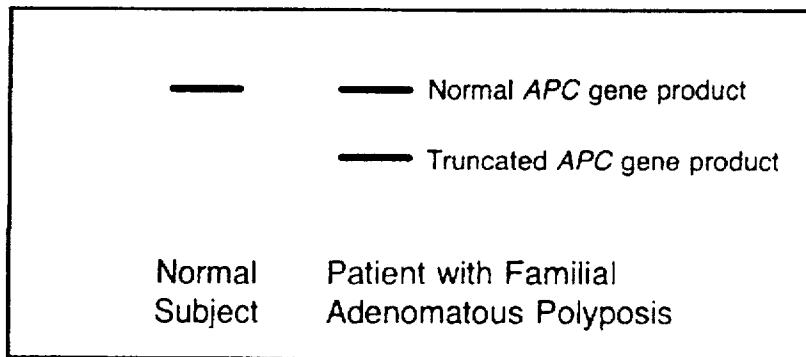 Normal APC gene product
Truncated APC gene product
Normal Subject
Patient with Familial Adenomatous Polyposis